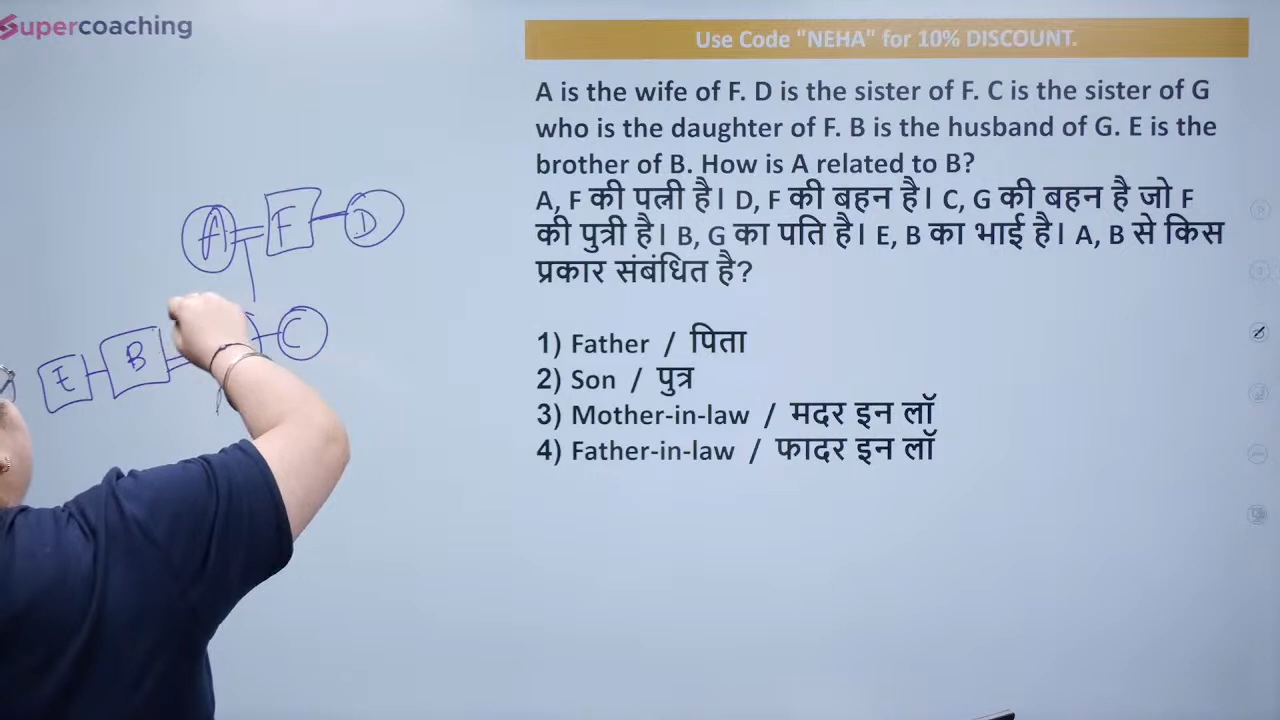 Supercoaching
Use Code "NEHA" for 10% DISCOUNT.
A is the wife of F. D is the sister of F. C is the sister of G
who is the daughter of F. B is the husband of G. E is the
brother of B. How is A related to B?
A, F की पत्नी है। D, F की बहन है। C, G की बहन है जो F
की पुत्री है। B, G का पति है। E, B का भाई है। A, B से किस
प्रकार संबंधित है?
1) Father / पिता
2) Son / पुत्र
3) Mother-in-law / मदर इन लॉ
4) Father-in-law / फादर इन लॉ
A F D
E B C